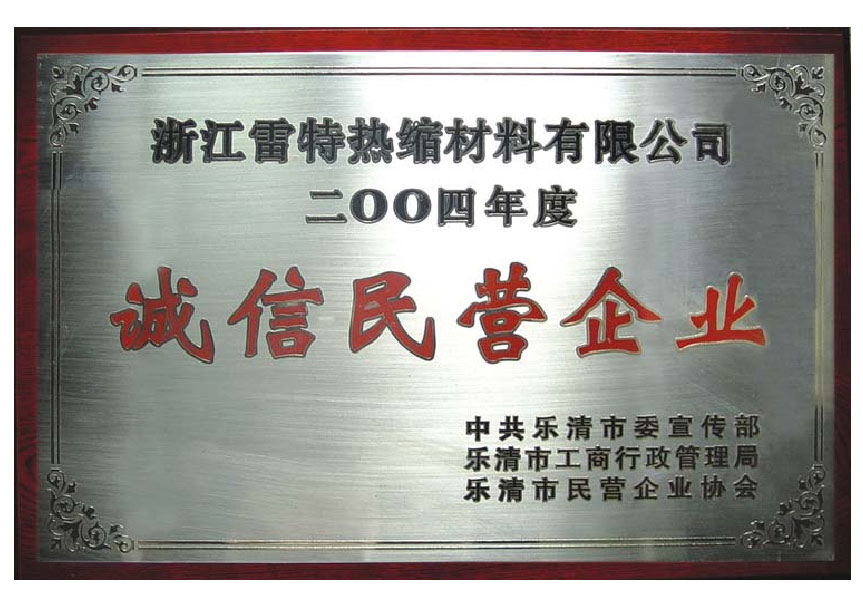 浙江雷特热缩材料有限公司
二OO四年度
诚信民营企业
中共乐清市委宣传部
乐清市工商行政管理局
乐清市民营企业协会